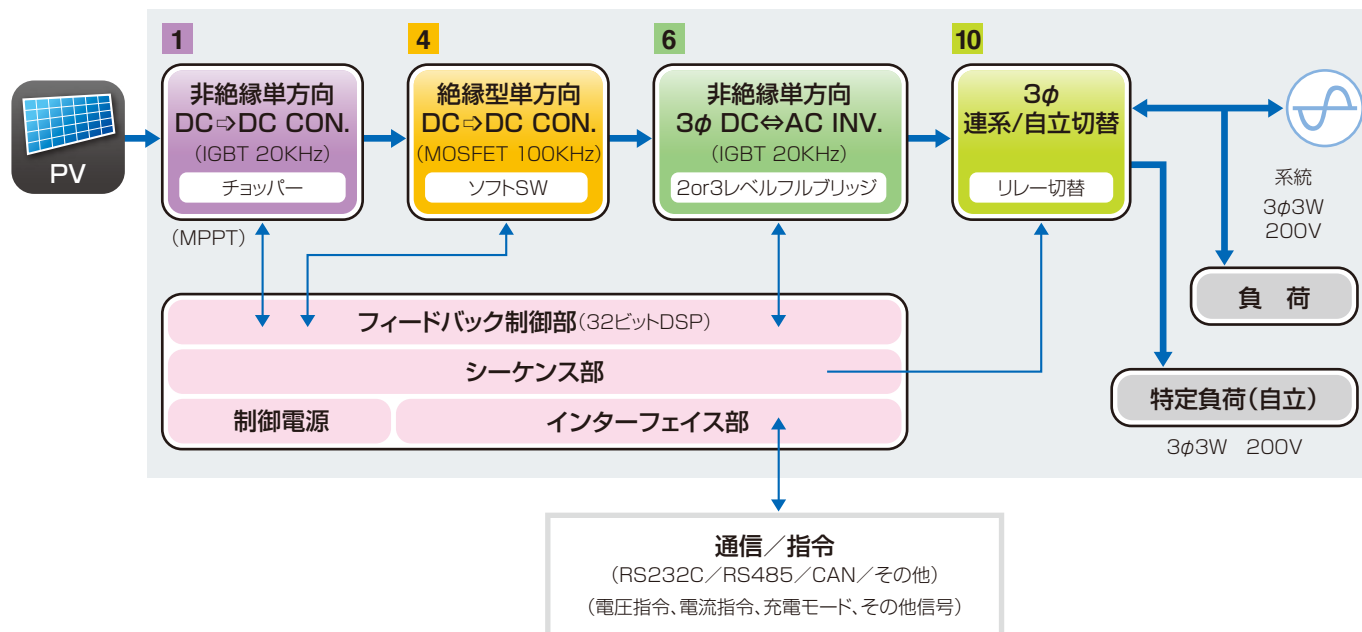 1
4
6
10
PV
非絶縁単方向
DC⇨DC CON.
(IGBT 20KHz)
チョッパー
(MPPT)
絶縁型単方向
DC⇨DC CON.
(MOSFET 100KHz)
ソフトSW
非絶縁単方向
3φ DC⇔AC INV.
(IGBT 20KHz)
2or3レベルフルブリッジ
3φ
連系/自立切替
リレー切替
系統
3φ3W
200V
負 荷
特定負荷(自立)
3φ3W 200V
フィードバック制御部(32ビットDSP)
シーケンス部
制御電源
インターフェイス部
通信／指令
(RS232C／RS485／CAN／その他)
(電圧指令、電流指令、充電モード、その他信号)